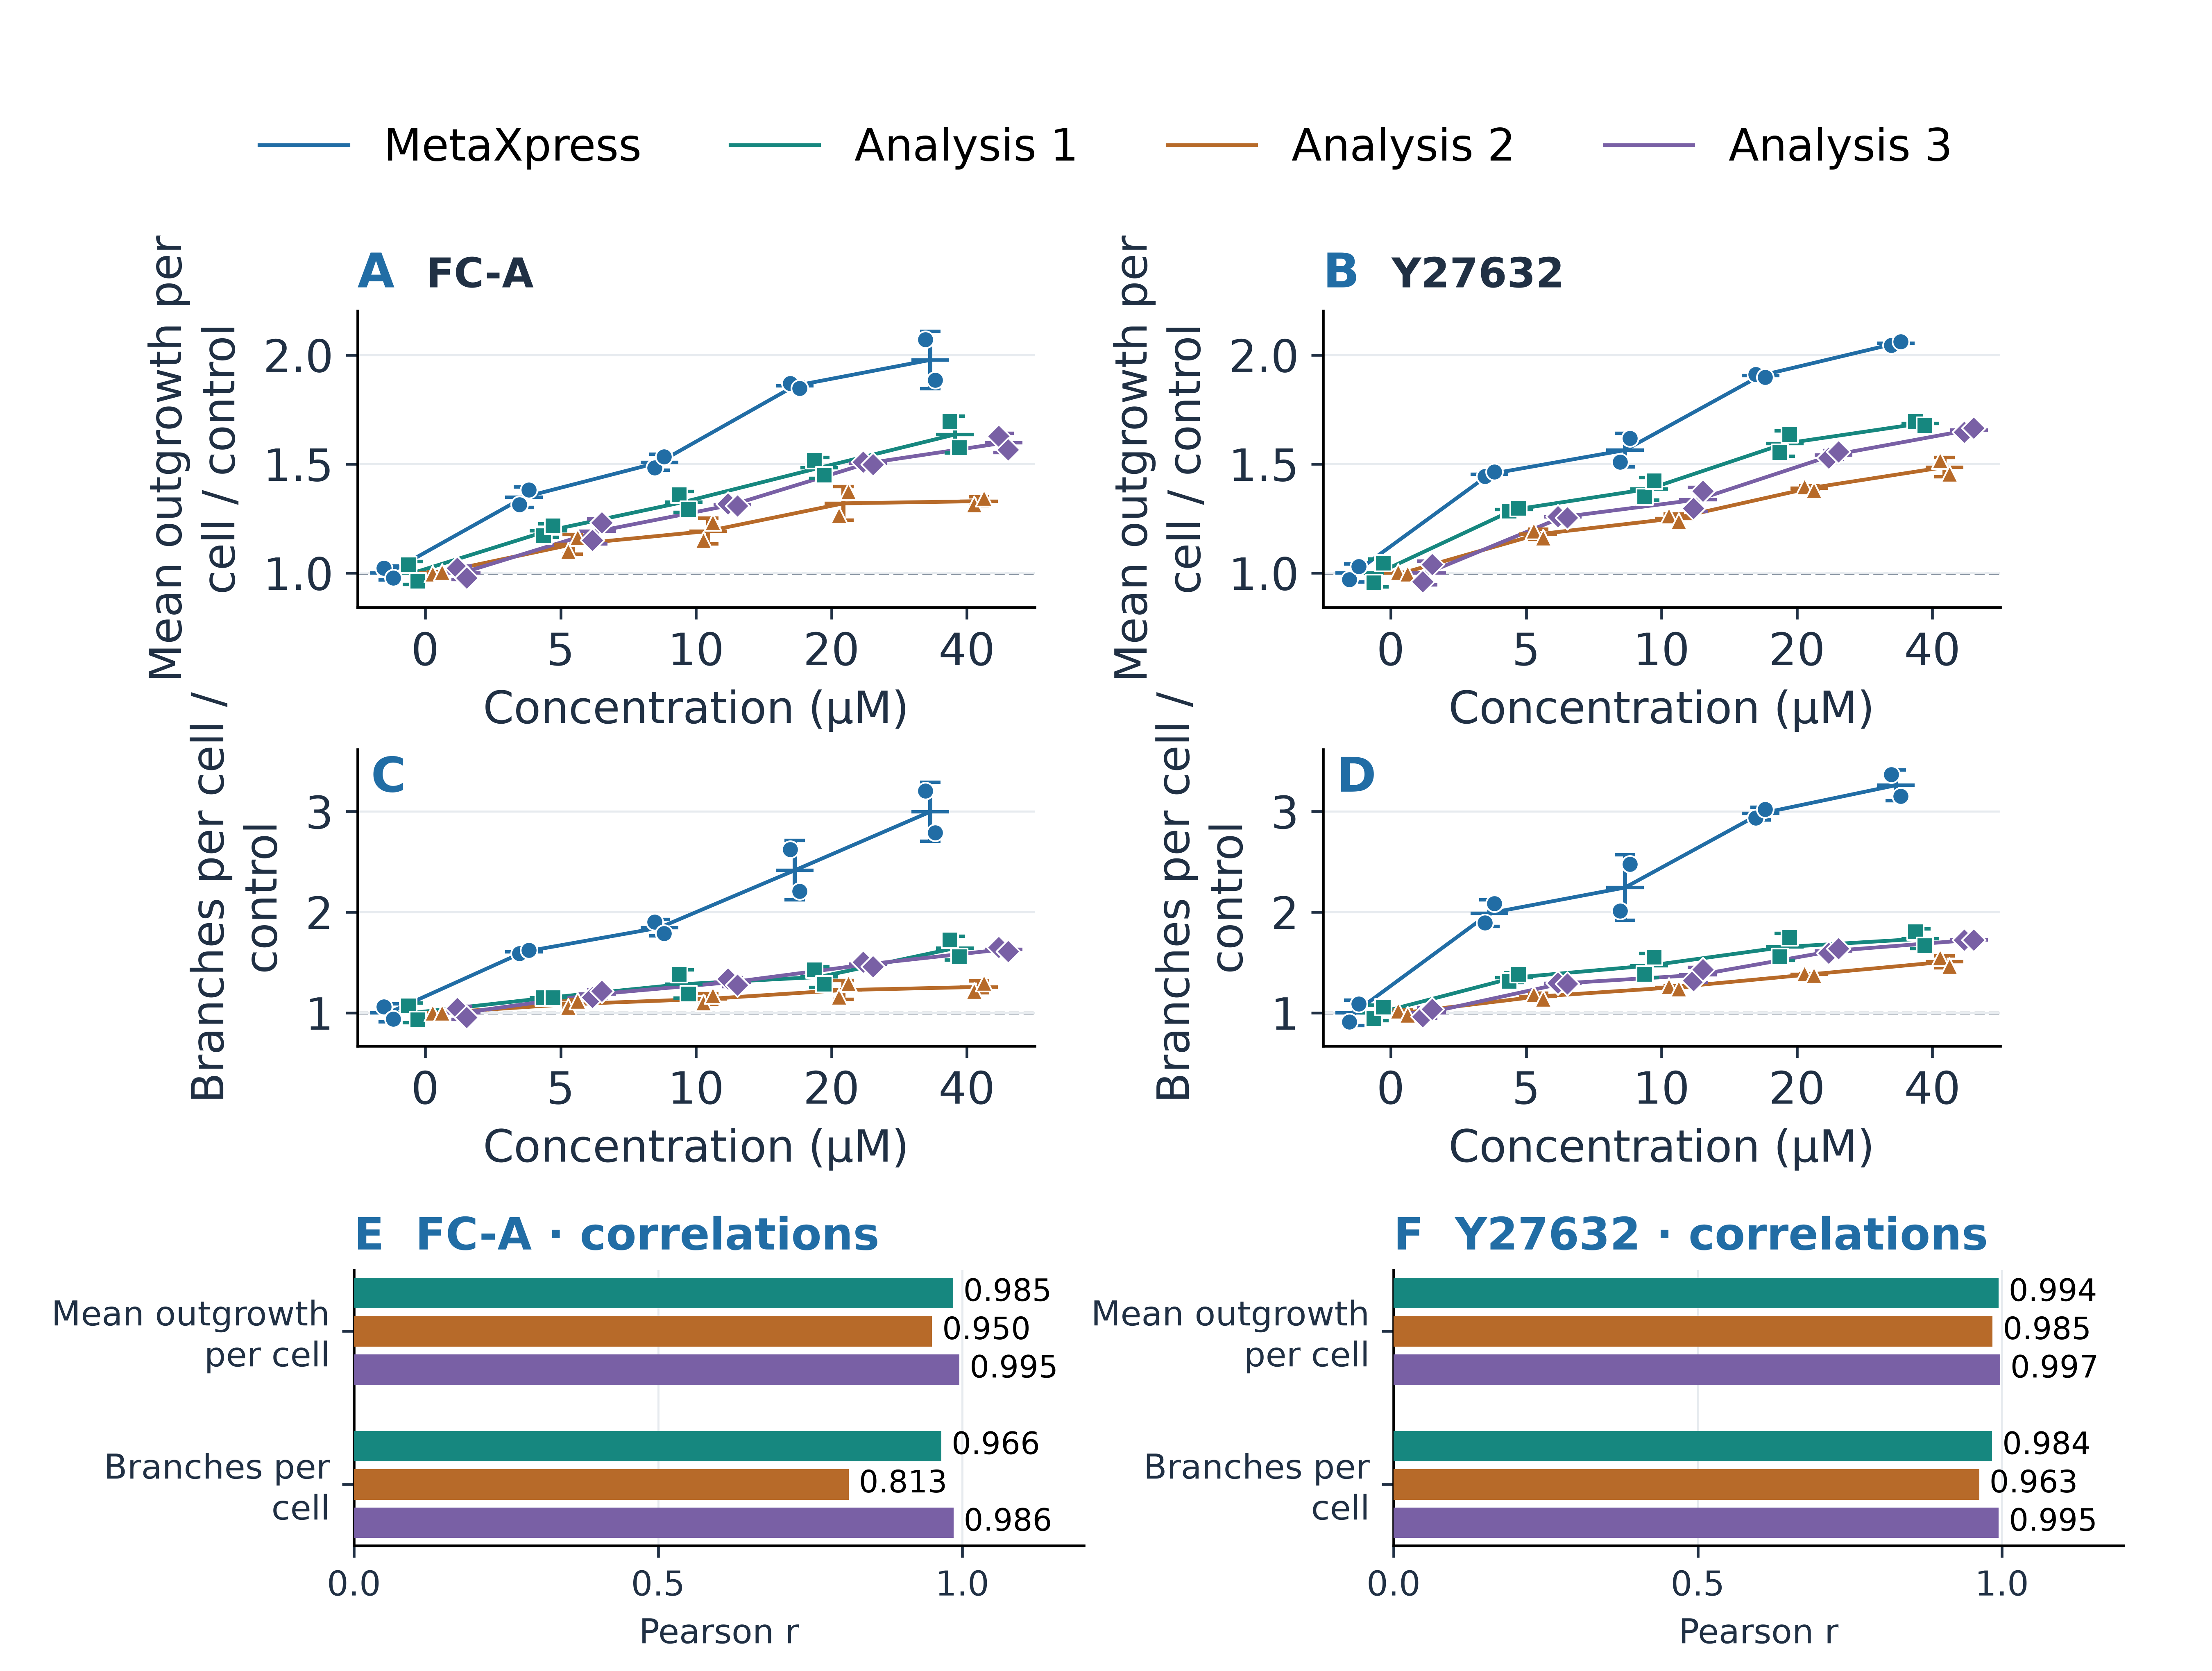 MetaXpress
Analysis 1
Analysis 2
Analysis 3
A FC-A
Mean outgrowth per
cell / control
2.0
1.5
1.0
0 5 10 20 40
Concentration (μM)
B Y27632
Mean outgrowth per
cell / control
2.0
1.5
1.0
0 5 10 20 40
Concentration (μM)
C
Branches per cell /
control
3
2
1
0 5 10 20 40
Concentration (μM)
D
Branches per cell /
control
3
2
1
0 5 10 20 40
Concentration (μM)
E FC-A · correlations
Mean outgrowth
per cell
0.985
0.950
0.995
Branches per
cell
0.966
0.813
0.986
0.0 0.5 1.0
Pearson r
F Y27632 · correlations
Mean outgrowth
per cell
0.994
0.985
0.997
Branches per
cell
0.984
0.963
0.995
0.0 0.5 1.0
Pearson r